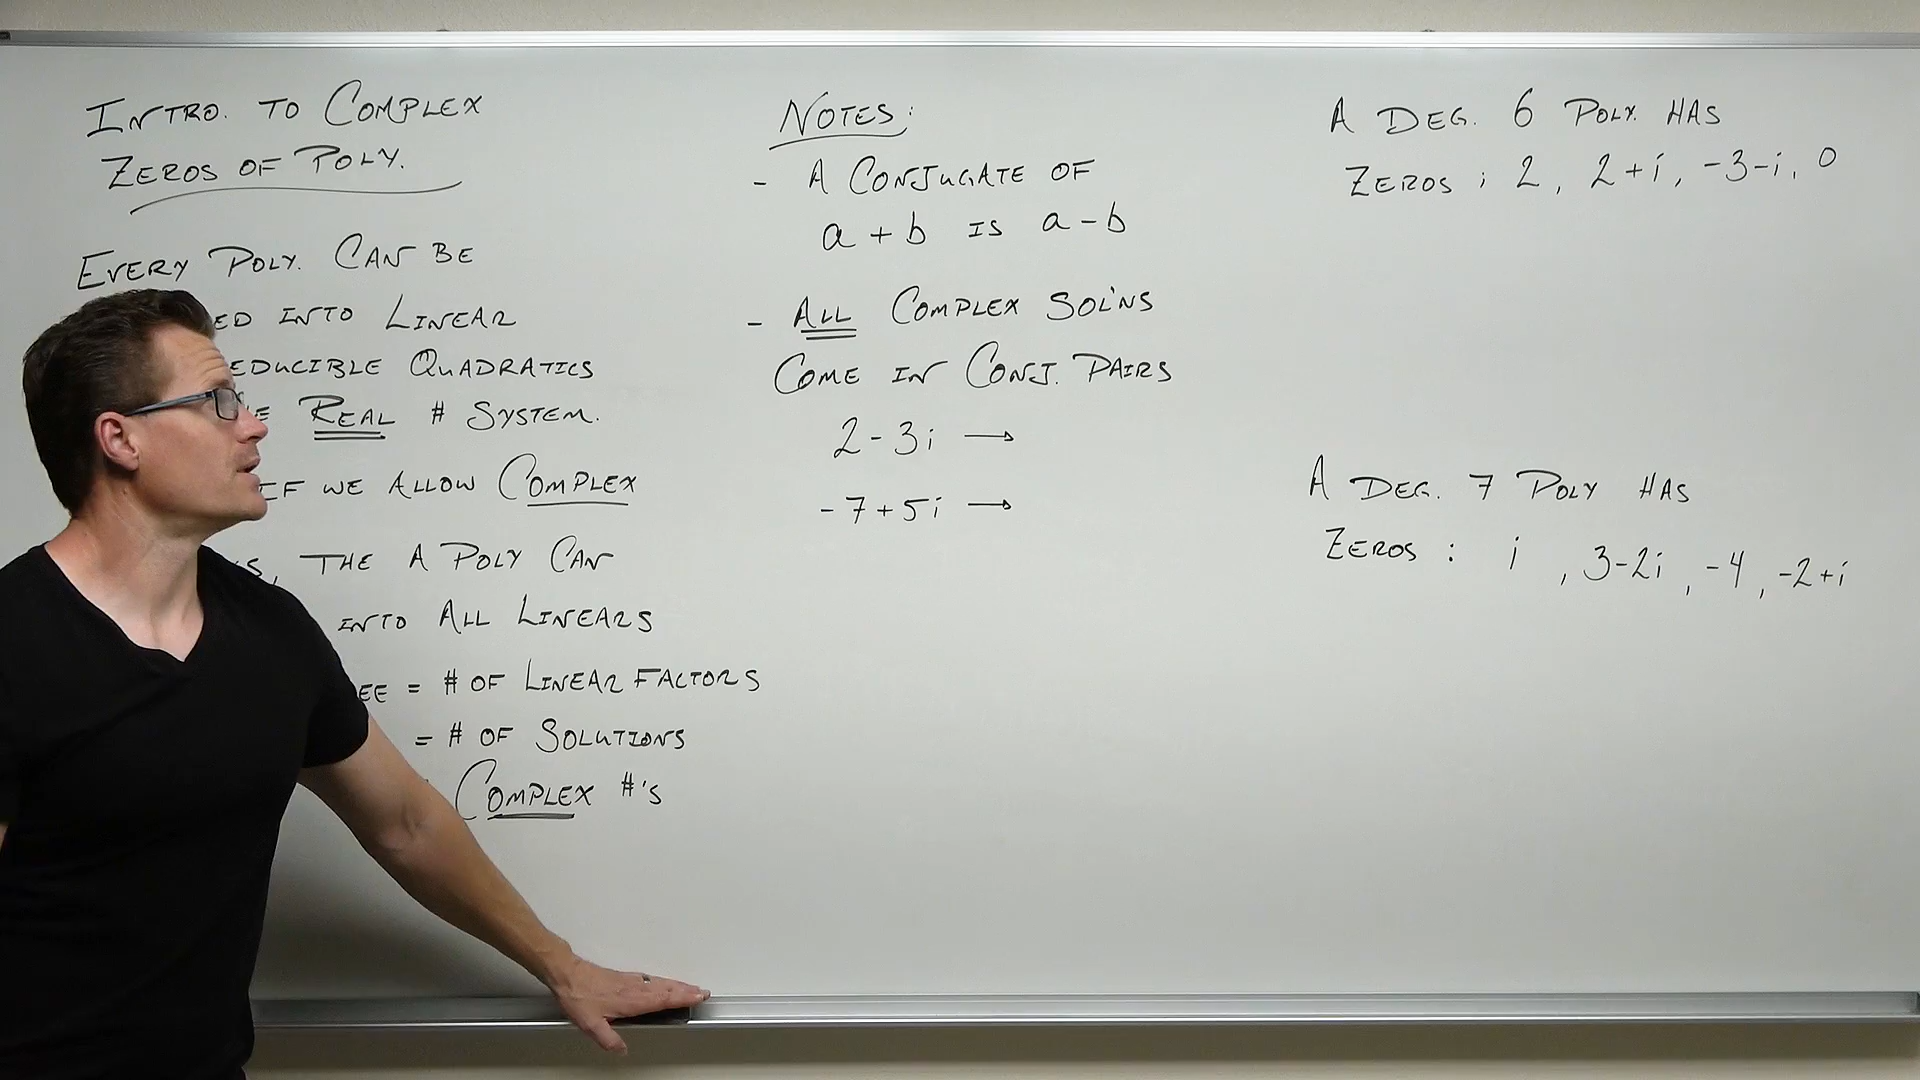 INTRO. TO COMPLEX
ZEROS OF POLY.
EVERY POLY. CAN BE
ED INTO LINEAR
EDUCIBLE QUADRATICS
E REAL # SYSTEM.
IF WE ALLOW COMPLEX
S, THE A POLY CAN
INTO ALL LINEARS
EE = # OF LINEAR FACTORS
= # OF SOLUTIONS
COMPLEX #'S
NOTES:
- A CONJUGATE OF
a + b IS a - b
- ALL COMPLEX SOL'NS
COME IN CONJ. PAIRS
2 - 3i →
-7 + 5i →
A DEG. 6 POLY. HAS
ZEROS : 2, 2+i, -3-i, 0
A DEG. 7 POLY HAS
ZEROS : i, 3-2i, -4, -2+i